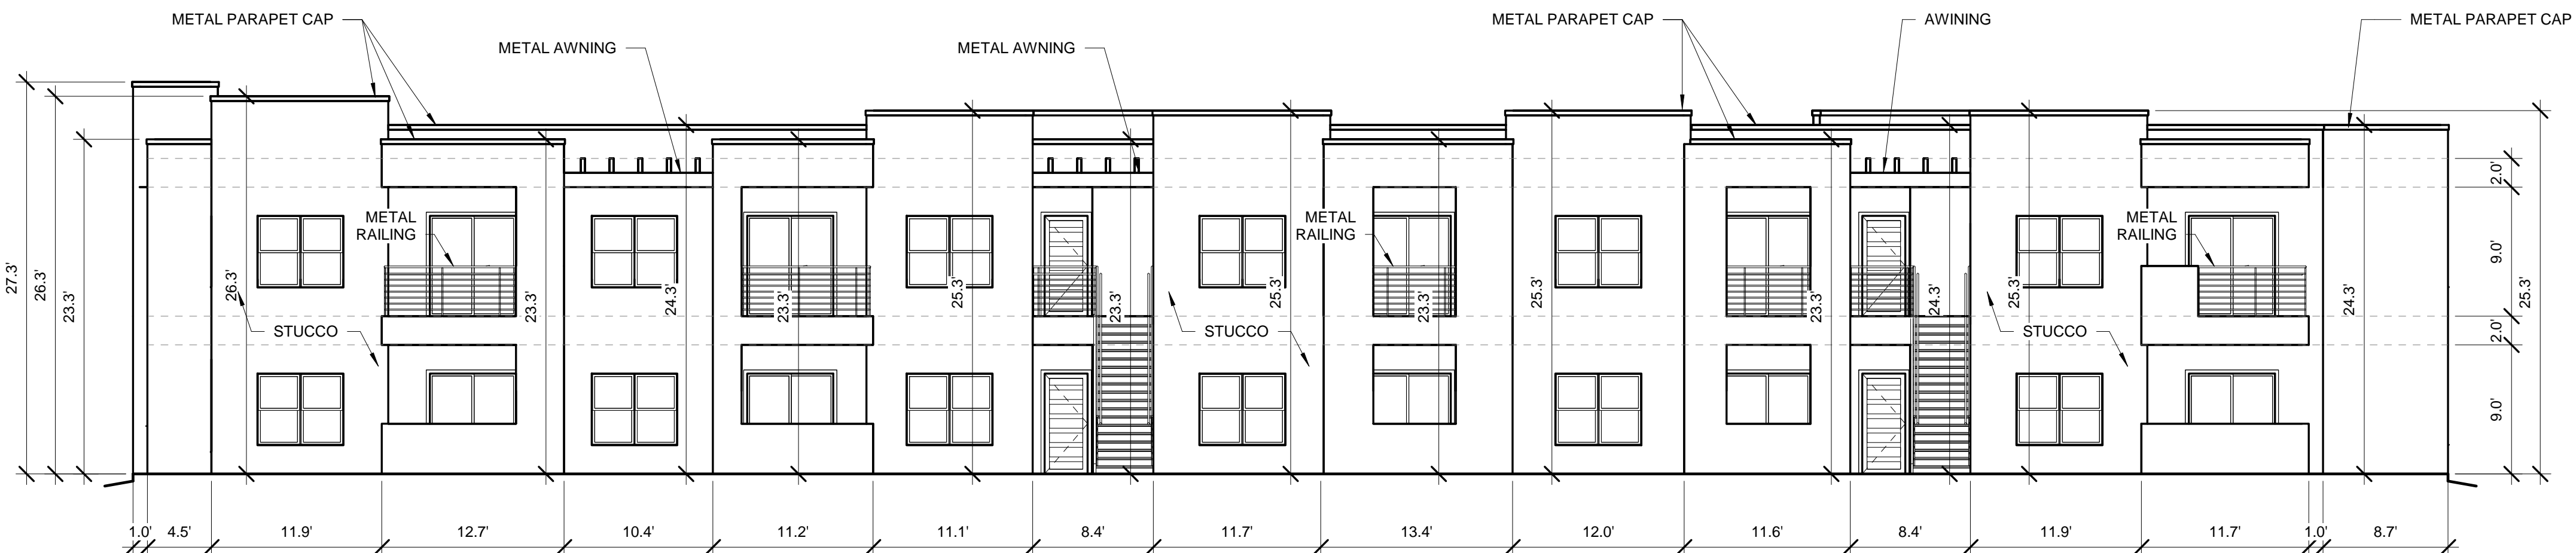 METAL PARAPET CAP
METAL PARAPET CAP
AWINING
METAL PARAPET CAP
METAL AWNING
METAL AWNING
27.3'
26.3'
23.3'
26.3'
23.3'
24.3'
23.3'
25.3'
23.3'
25.3'
23.3'
25.3'
23.3'
24.3'
25.3'
24.3'
2.0'
9.0'
2.0'
9.0'
25.3'
METAL
RAILING
METAL
RAILING
METAL
RAILING
STUCCO
STUCCO
STUCCO
1.0' 4.5' 11.9' 12.7' 10.4' 11.2' 11.1' 8.4' 11.7' 13.4' 12.0' 11.6' 8.4' 11.9' 11.7' 1.0' 8.7'